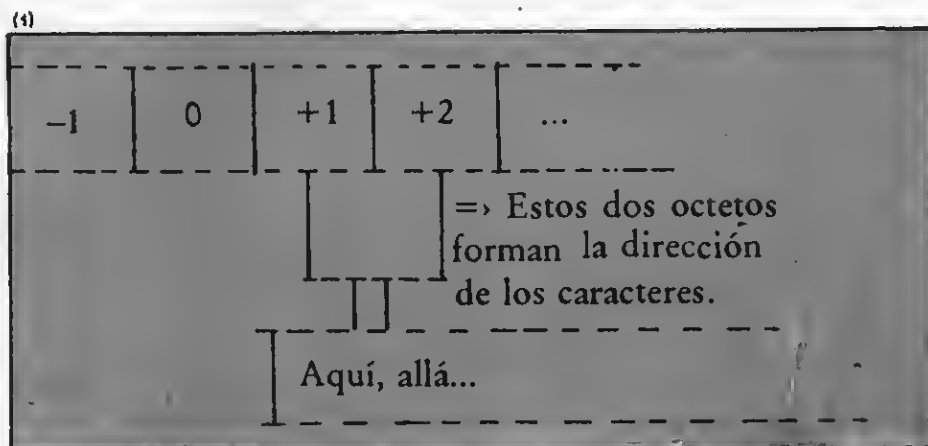 (1)
-1 0 +1 +2 ...
=> Estos dos octetos
forman la dirección
de los caracteres.
Aquí, allá...